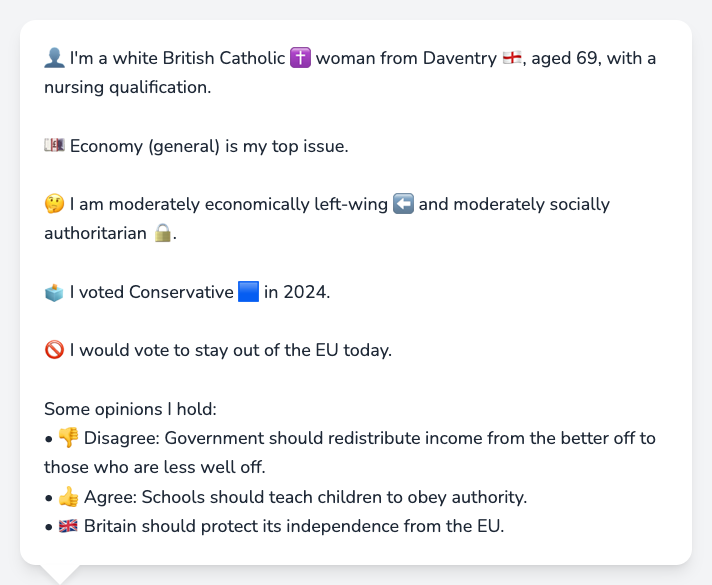 👤 I'm a white British Catholic ✝️ woman from Daventry 🏴󠁧󠁢󠁥󠁮󠁧󠁿, aged 69, with a
nursing qualification.
💷 Economy (general) is my top issue.
🤔 I am moderately economically left-wing ⬅️ and moderately socially
authoritarian 🔒.
🗳️ I voted Conservative 🟦 in 2024.
🚫 I would vote to stay out of the EU today.
Some opinions I hold:
• 👎 Disagree: Government should redistribute income from the better off to
those who are less well off.
• 👍 Agree: Schools should teach children to obey authority.
• 🇬🇧 Britain should protect its independence from the EU.